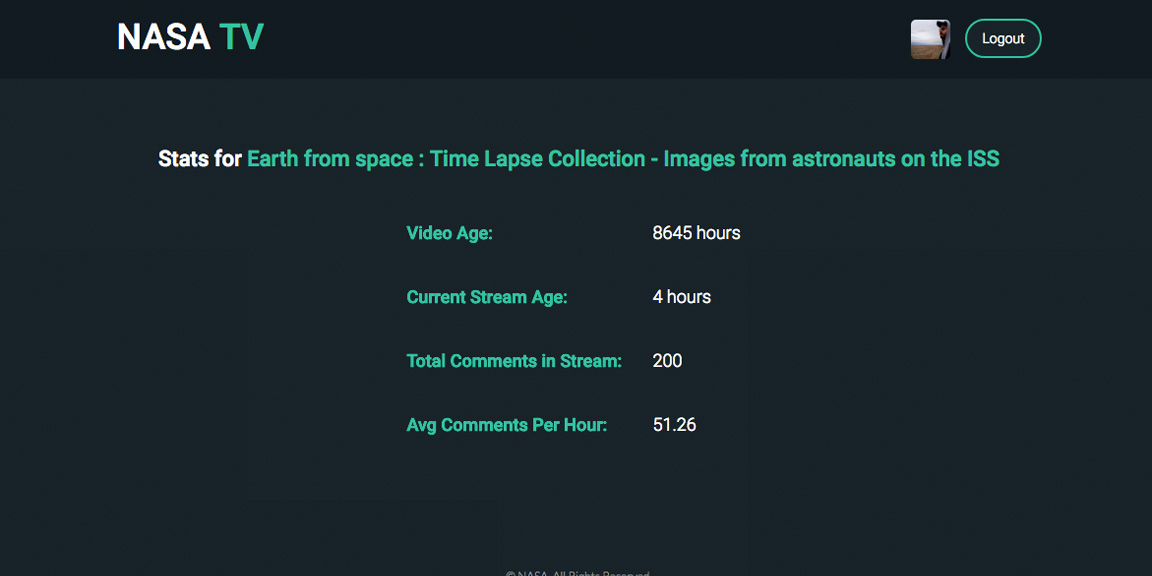 NASA TV
Logout
Stats for Earth from space : Time Lapse Collection - Images from astronauts on the ISS
Video Age: 8645 hours
Current Stream Age: 4 hours
Total Comments in Stream: 200
Avg Comments Per Hour: 51.26
© NASA. All Rights Reserved